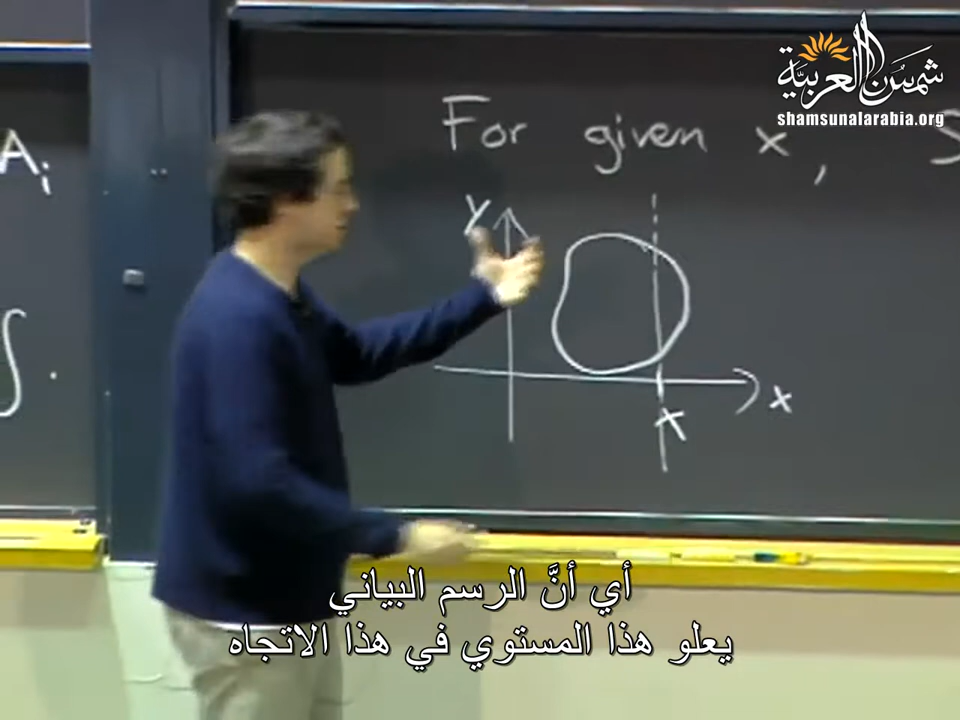 شمس العربية
shamsunalarabia.org
A i
For given x, S
y
∫.
x
x
أي أنَّ الرسم البياني
يعلو هذا المستوي في هذا الاتجاه